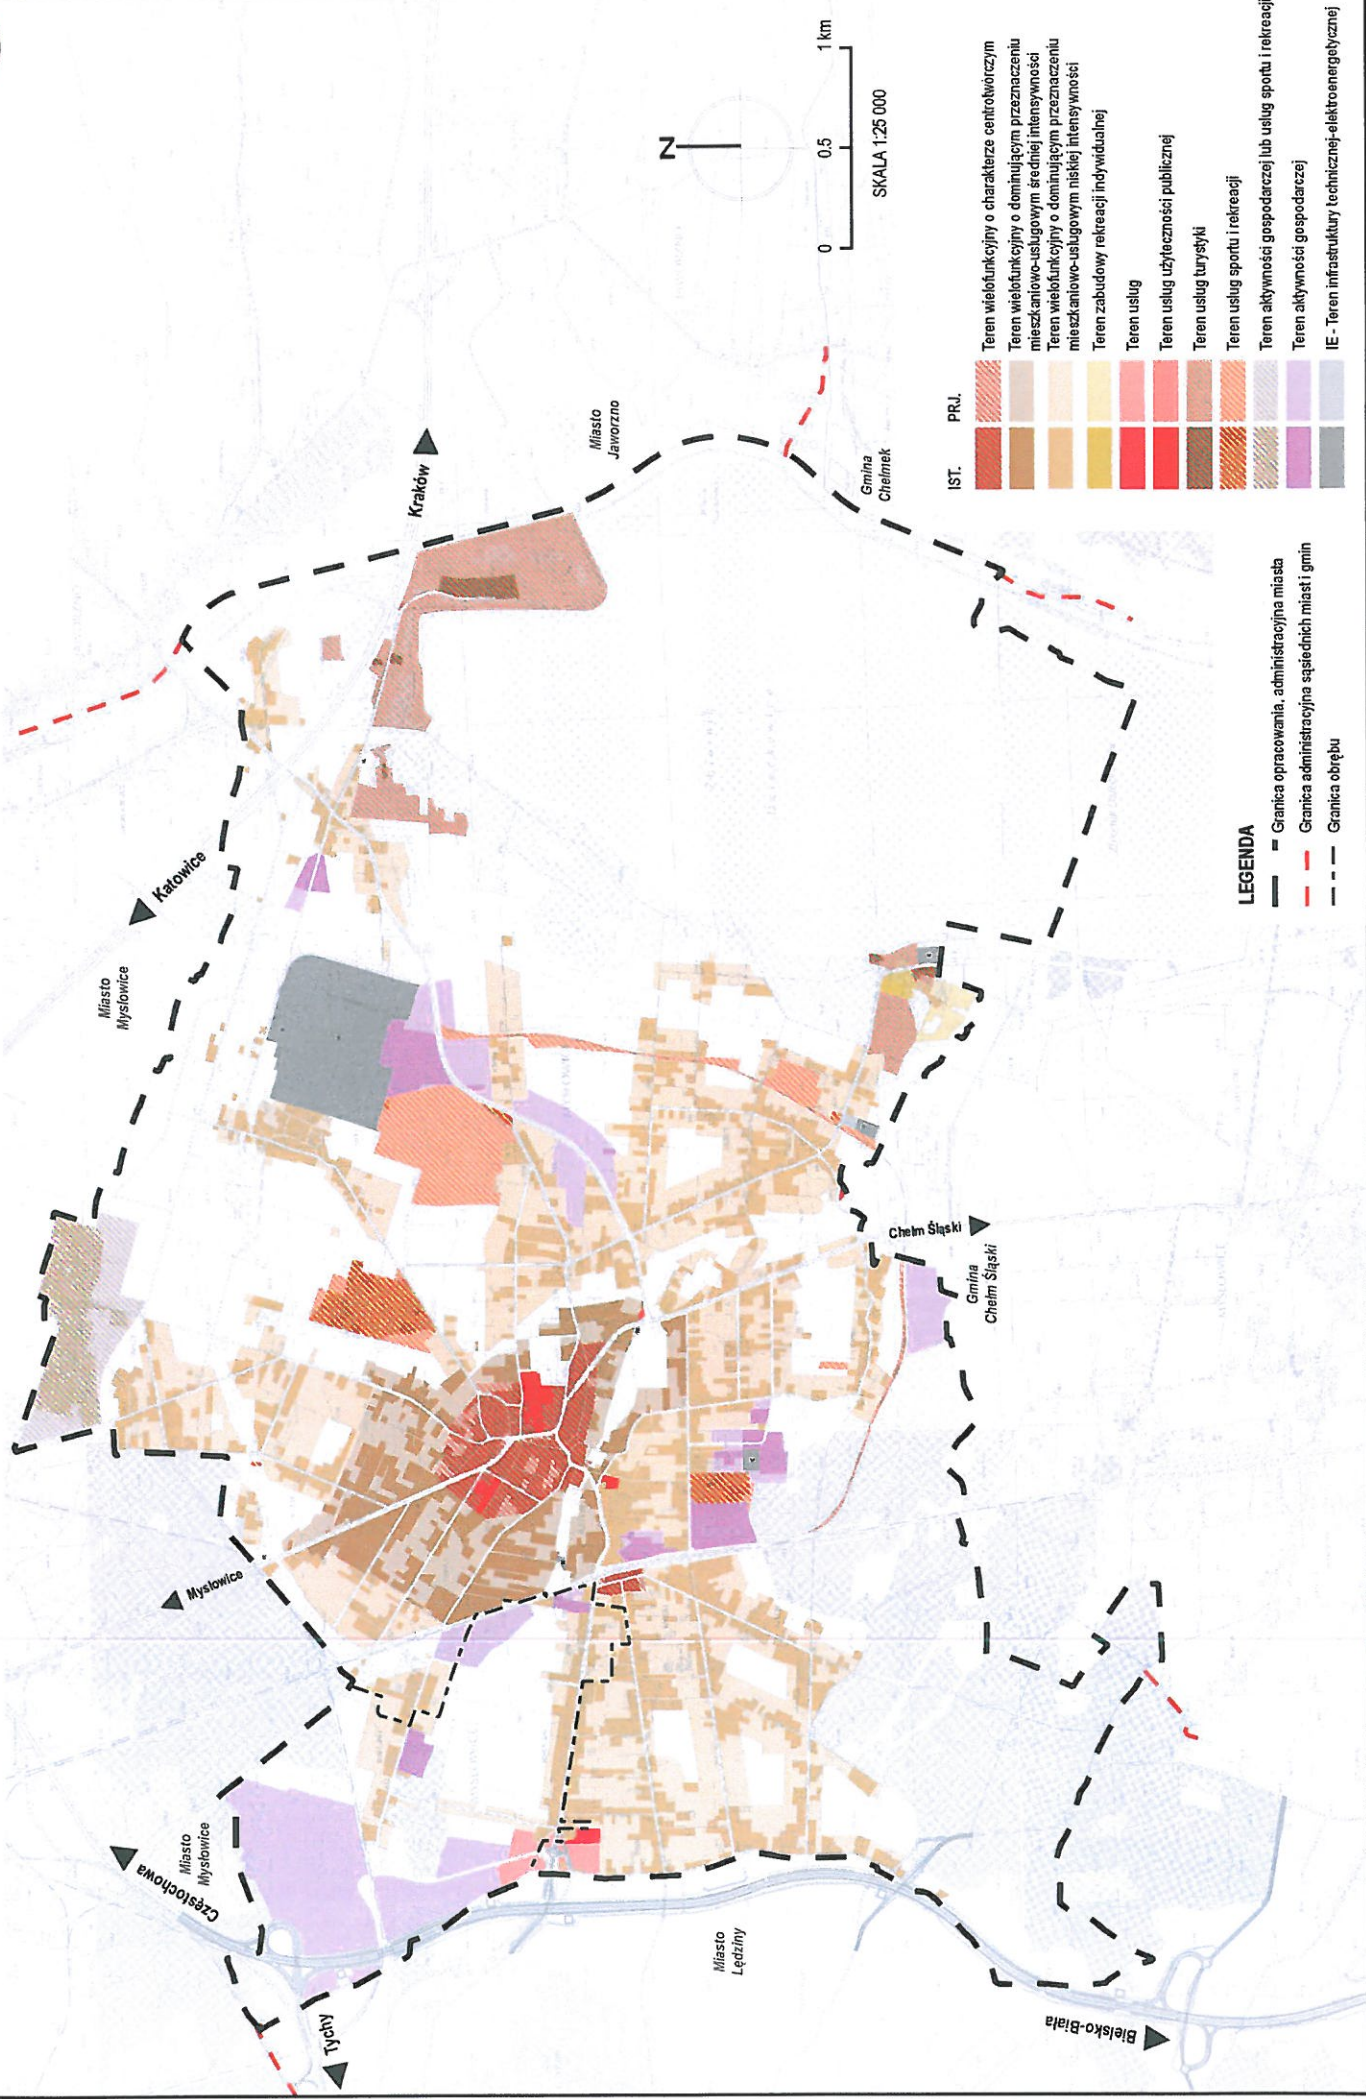 Częstochowa
Tychy
Miasto
Mysłowice
Mysłowice
Miasto
Mysłowice
Katowice
Kraków
Miasto
Jaworzno
Gmina
Chełmek
Chełm Śląski
Gmina
Chełm Śląski
Miasto
Lędziny
Bielsko-Biała
N
0
0.5
1 km
SKALA 1:25 000
LEGENDA
Granica opracowania, administracyjna miasta
Granica administracyjna sąsiednich miast i gmin
Granica obrębu
IST.
PRJ.
Teren wielofunkcyjny o charakterze centrotwórczym
Teren wielofunkcyjny o dominującym przeznaczeniu
mieszkaniowo-usługowym średniej intensywności
Teren wielofunkcyjny o dominującym przeznaczeniu
mieszkaniowo-usługowym niskiej intensywności
Teren zabudowy rekreacji indywidualnej
Teren usług
Teren usług użyteczności publicznej
Teren usług turystyki
Teren usług sportu i rekreacji
Teren aktywności gospodarczej lub usług sportu i rekreacji
Teren aktywności gospodarczej
IE - Teren infrastruktury technicznej-elektroenergetycznej